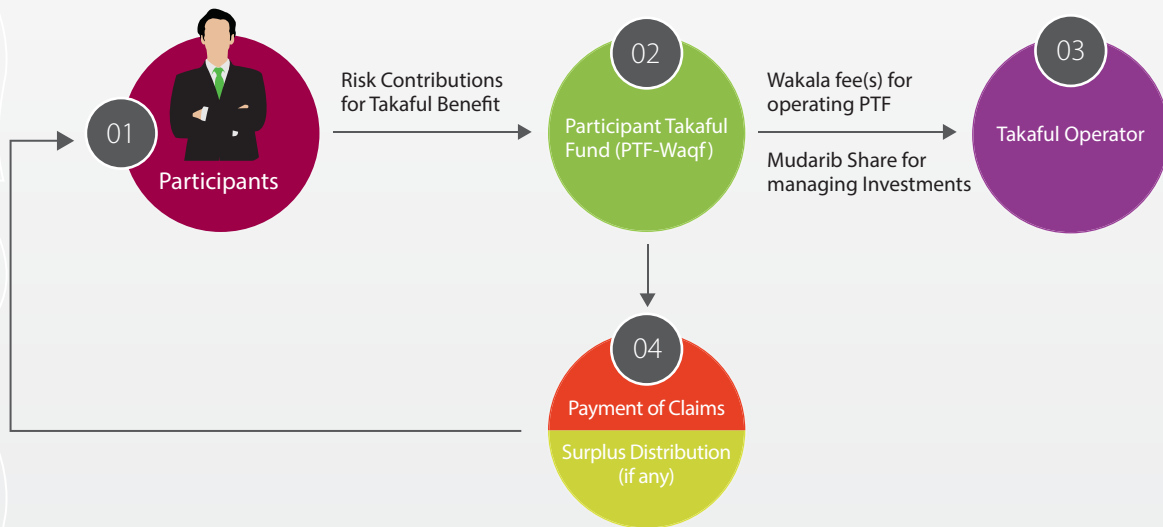 01
Participants
Risk Contributions
for Takaful Benefit
02
Participant Takaful
Fund (PTF-Waqf)
Wakala fee(s) for
operating PTF
Mudarib Share for
managing Investments
03
Takaful Operator
04
Payment of Claims
Surplus Distribution
(if any)